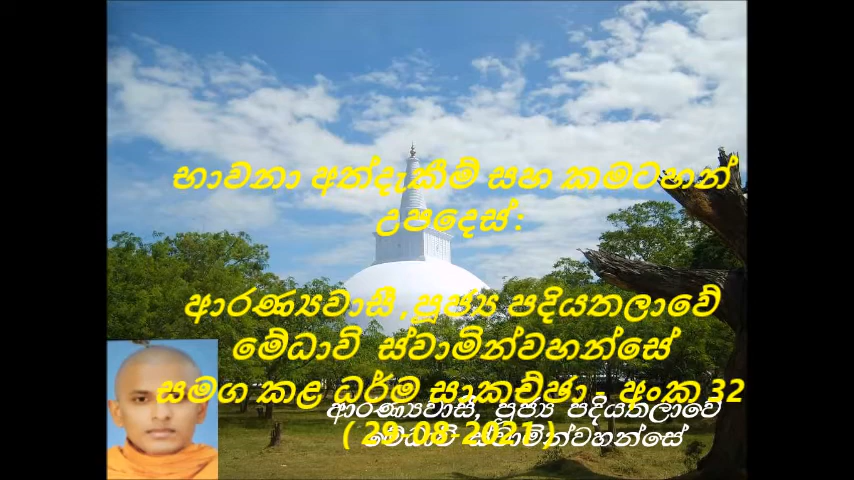 භාවනා අත්දැකීම් සහ කමටහන්
උපදෙස්:
ආරණ්‍යවාසී, පූජ්‍ය පදියතලාවේ
මේධාවි ස්වාමින්වහන්සේ
සමග කළ ධර්ම සාකච්ඡා - අංක 32
ආරණ්‍යවාසී, පූජ්‍ය පදියතලාවේ
( 29-08-2021 )
මේධාවි ස්වාමින්වහන්සේ